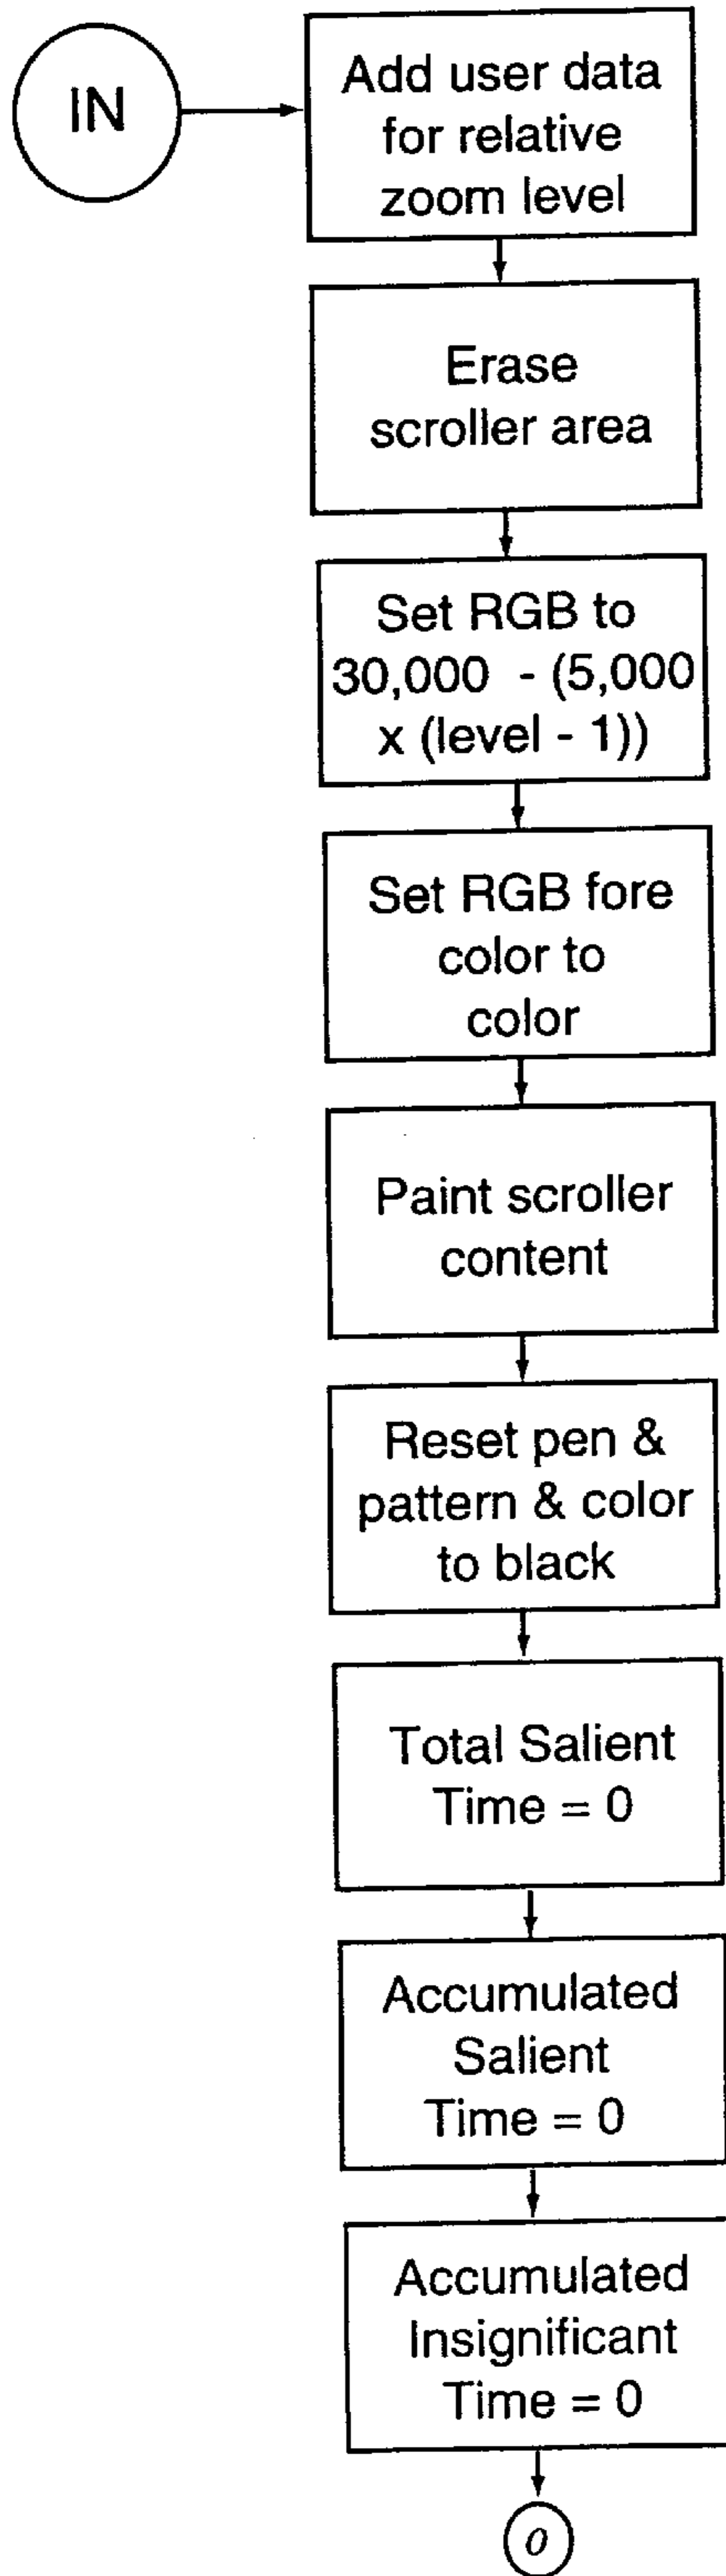 IN
Add user data
for relative
zoom level
Erase
scroller area
Set RGB to
30,000 - (5,000
x (level - 1))
Set RGB fore
color to
color
Paint scroller
content
Reset pen &
pattern & color
to black
Total Salient
Time = 0
Accumulated
Salient
Time = 0
Accumulated
Insignificant
Time = 0
o